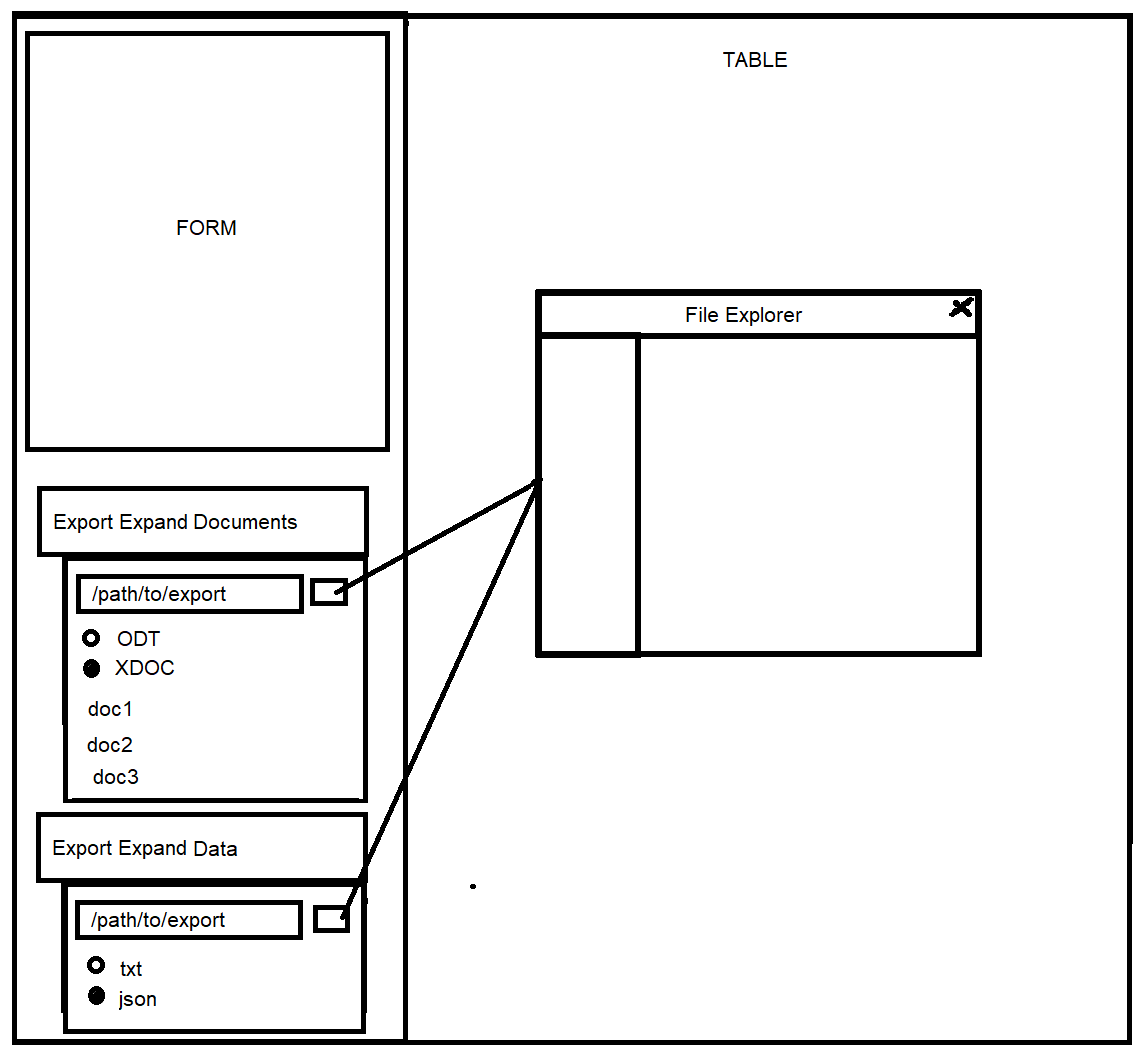 TABLE
FORM
File Explorer
Export Expand Documents
/path/to/export
ODT
XDOC
doc1
doc2
doc3
Export Expand Data
/path/to/export
txt
json